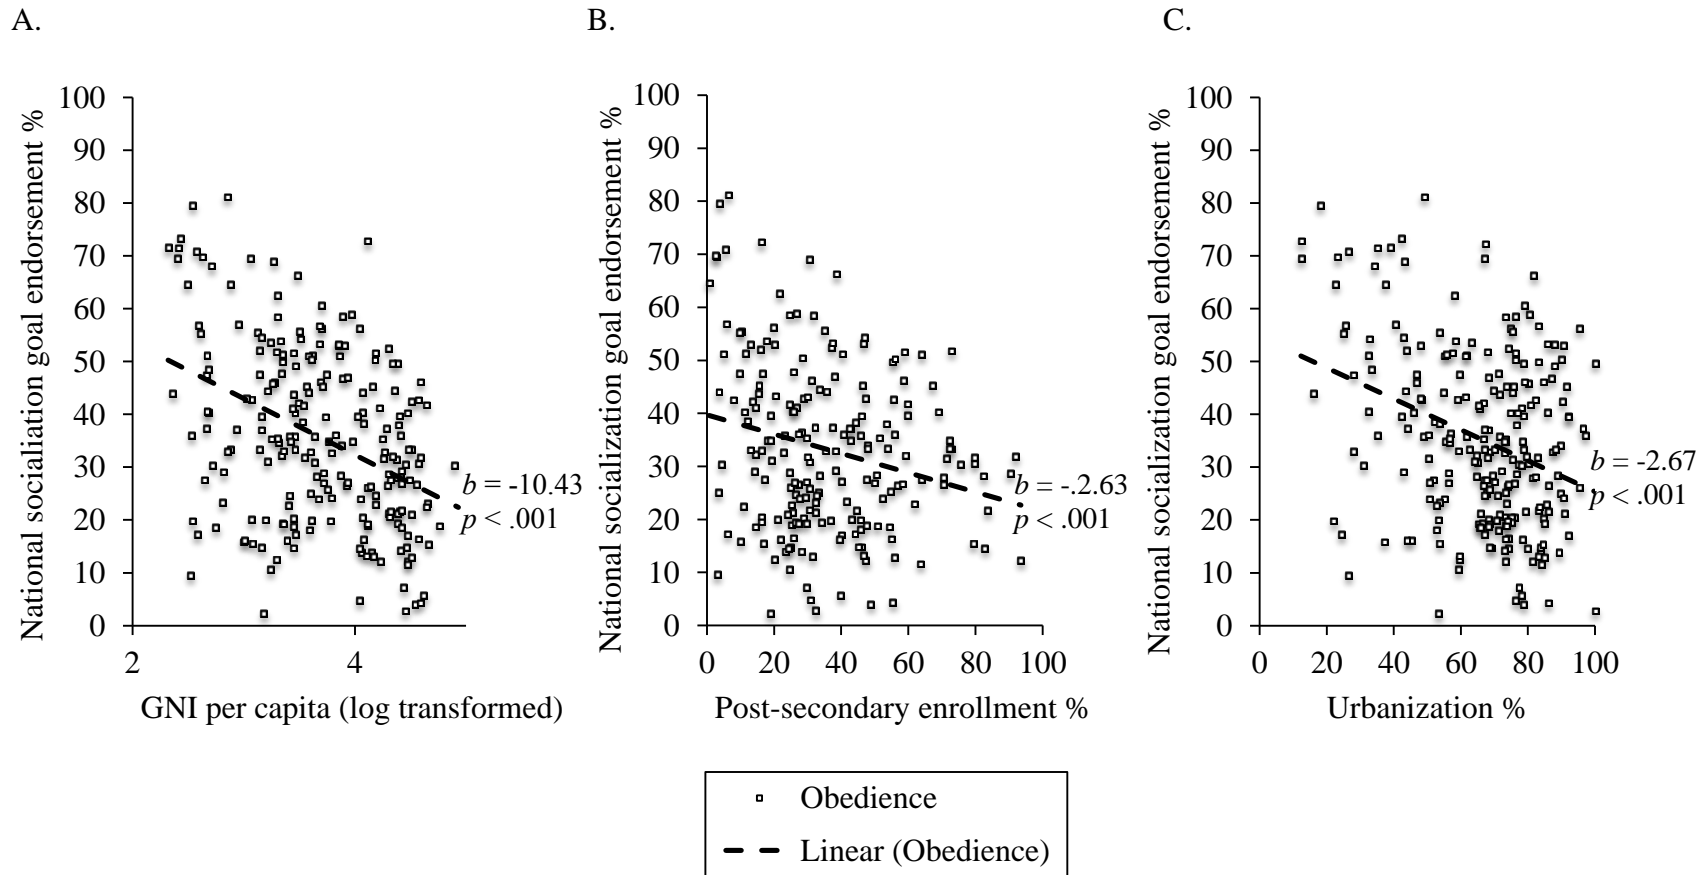 A.
B.
C.
National socialiation goal endorsement %
100
90
80
70
60
50
40
30
20
10
0
2
4
GNI per capita (log transformed)
b = -10.43
p < .001
National socialization goal endorsement %
100
90
80
70
60
50
40
30
20
10
0
0
20
40
60
80
100
Post-secondary enrollment %
b = -.2.63
p < .001
National socialization goal endorsement %
100
90
80
70
60
50
40
30
20
10
0
0
20
40
60
80
100
Urbanization %
b = -2.67
p < .001
Obedience
Linear (Obedience)